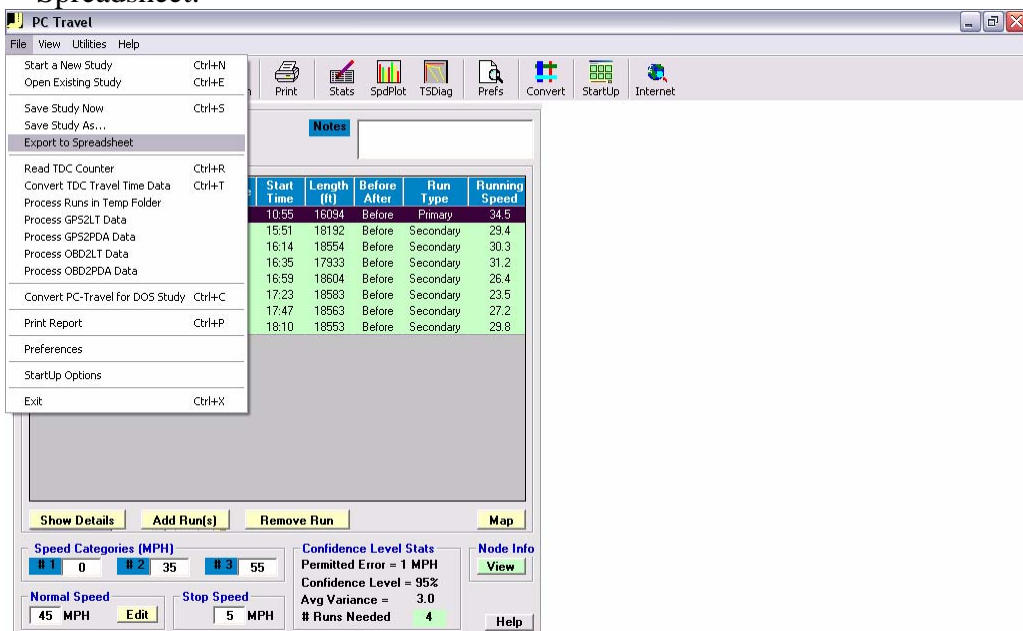 Spreadsheet.
PC Travel
File View Utilities Help
Start a New Study Ctrl+N
Open Existing Study Ctrl+E
Save Study Now Ctrl+S
Save Study As...
Export to Spreadsheet
Read TDC Counter Ctrl+R
Convert TDC Travel Time Data Ctrl+T
Process Runs in Temp Folder
Process GPS2LT Data
Process GPS2PDA Data
Process OBD2LT Data
Process OBD2PDA Data
Convert PC-Travel for DOS Study Ctrl+C
Print Report Ctrl+P
Preferences
StartUp Options
Exit Ctrl+X
Print Stats SpdPlot TSDiag Prefs Convert StartUp Internet
Notes
Start Time Length (ft) Before After Run Type Running Speed
10:55 16094 Before Primary 34.5
15:51 18192 Before Secondary 29.4
16:14 18554 Before Secondary 30.3
16:35 17933 Before Secondary 31.2
16:59 18604 Before Secondary 26.4
17:23 18583 Before Secondary 23.5
17:47 18563 Before Secondary 27.2
18:10 18553 Before Secondary 29.8
Show Details Add Run(s) Remove Run Map
Speed Categories (MPH)
# 1 0 # 2 35 # 3 55
Normal Speed
45 MPH Edit
Stop Speed
5 MPH
Confidence Level Stats
Permitted Error = 1 MPH
Confidence Level = 95%
Avg Variance = 3.0
# Runs Needed 4
Node Info
View
Help